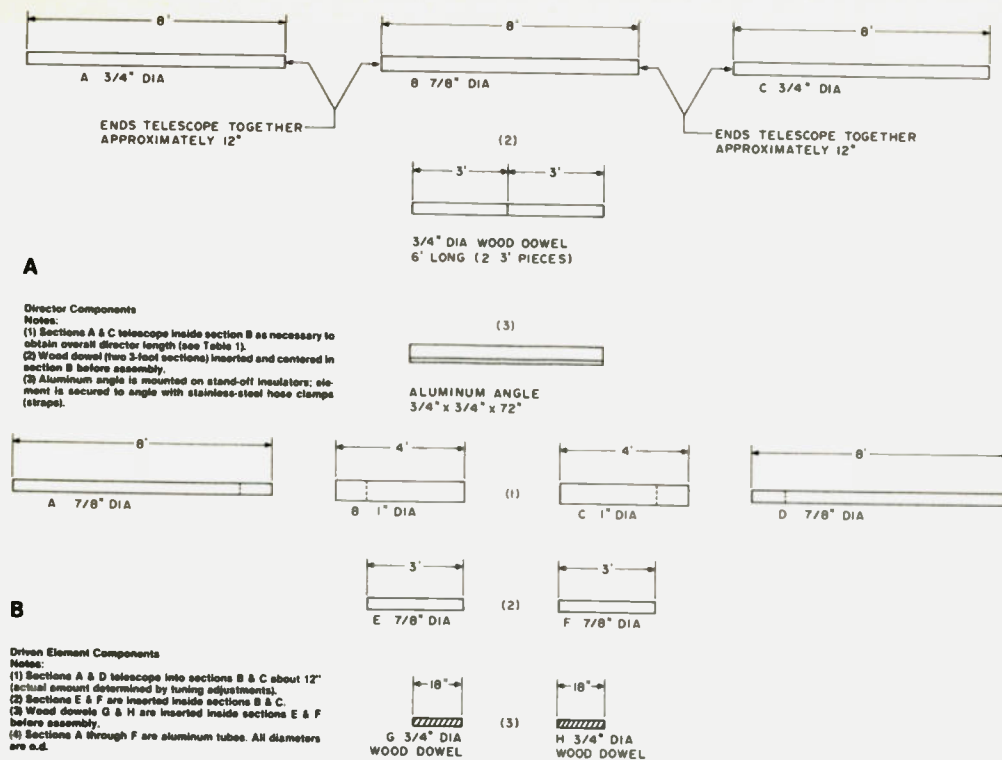 8' 8' 8'
A 3/4" DIA B 7/8" DIA C 3/4" DIA
ENDS TELESCOPE TOGETHER
APPROXIMATELY 12"
ENDS TELESCOPE TOGETHER
APPROXIMATELY 12"
(2)
3' 3'
3/4" DIA WOOD DOWEL
6' LONG (2 3' PIECES)
A
Director Components
Notes:
(1) Sections A & C telescope inside section B as necessary to
obtain overall director length (see Table 1).
(2) Wood dowel (two 3-foot sections) inserted and centered in
section B before assembly.
(3) Aluminum angle is mounted on stand-off insulators; ele-
ment is secured to angle with stainless-steel hose clamps
(straps).
(3)
ALUMINUM ANGLE
3/4" x 3/4" x 72"
8' 4' 4' 8'
A 7/8" DIA B 1" DIA (1) C 1" DIA D 7/8" DIA
3' 3'
E 7/8" DIA (2) F 7/8" DIA
B
Driven Element Components
Notes:
(1) Sections A & D telescope into sections B & C about 12"
(actual amount determined by tuning adjustments).
(2) Sections E & F are inserted inside sections B & C.
(3) Wood dowels G & H are inserted inside sections E & F
before assembly.
(4) Sections A through F are aluminum tubes. All diameters
are o.d.
18" 18"
(3)
G 3/4" DIA H 3/4" DIA
WOOD DOWEL WOOD DOWEL